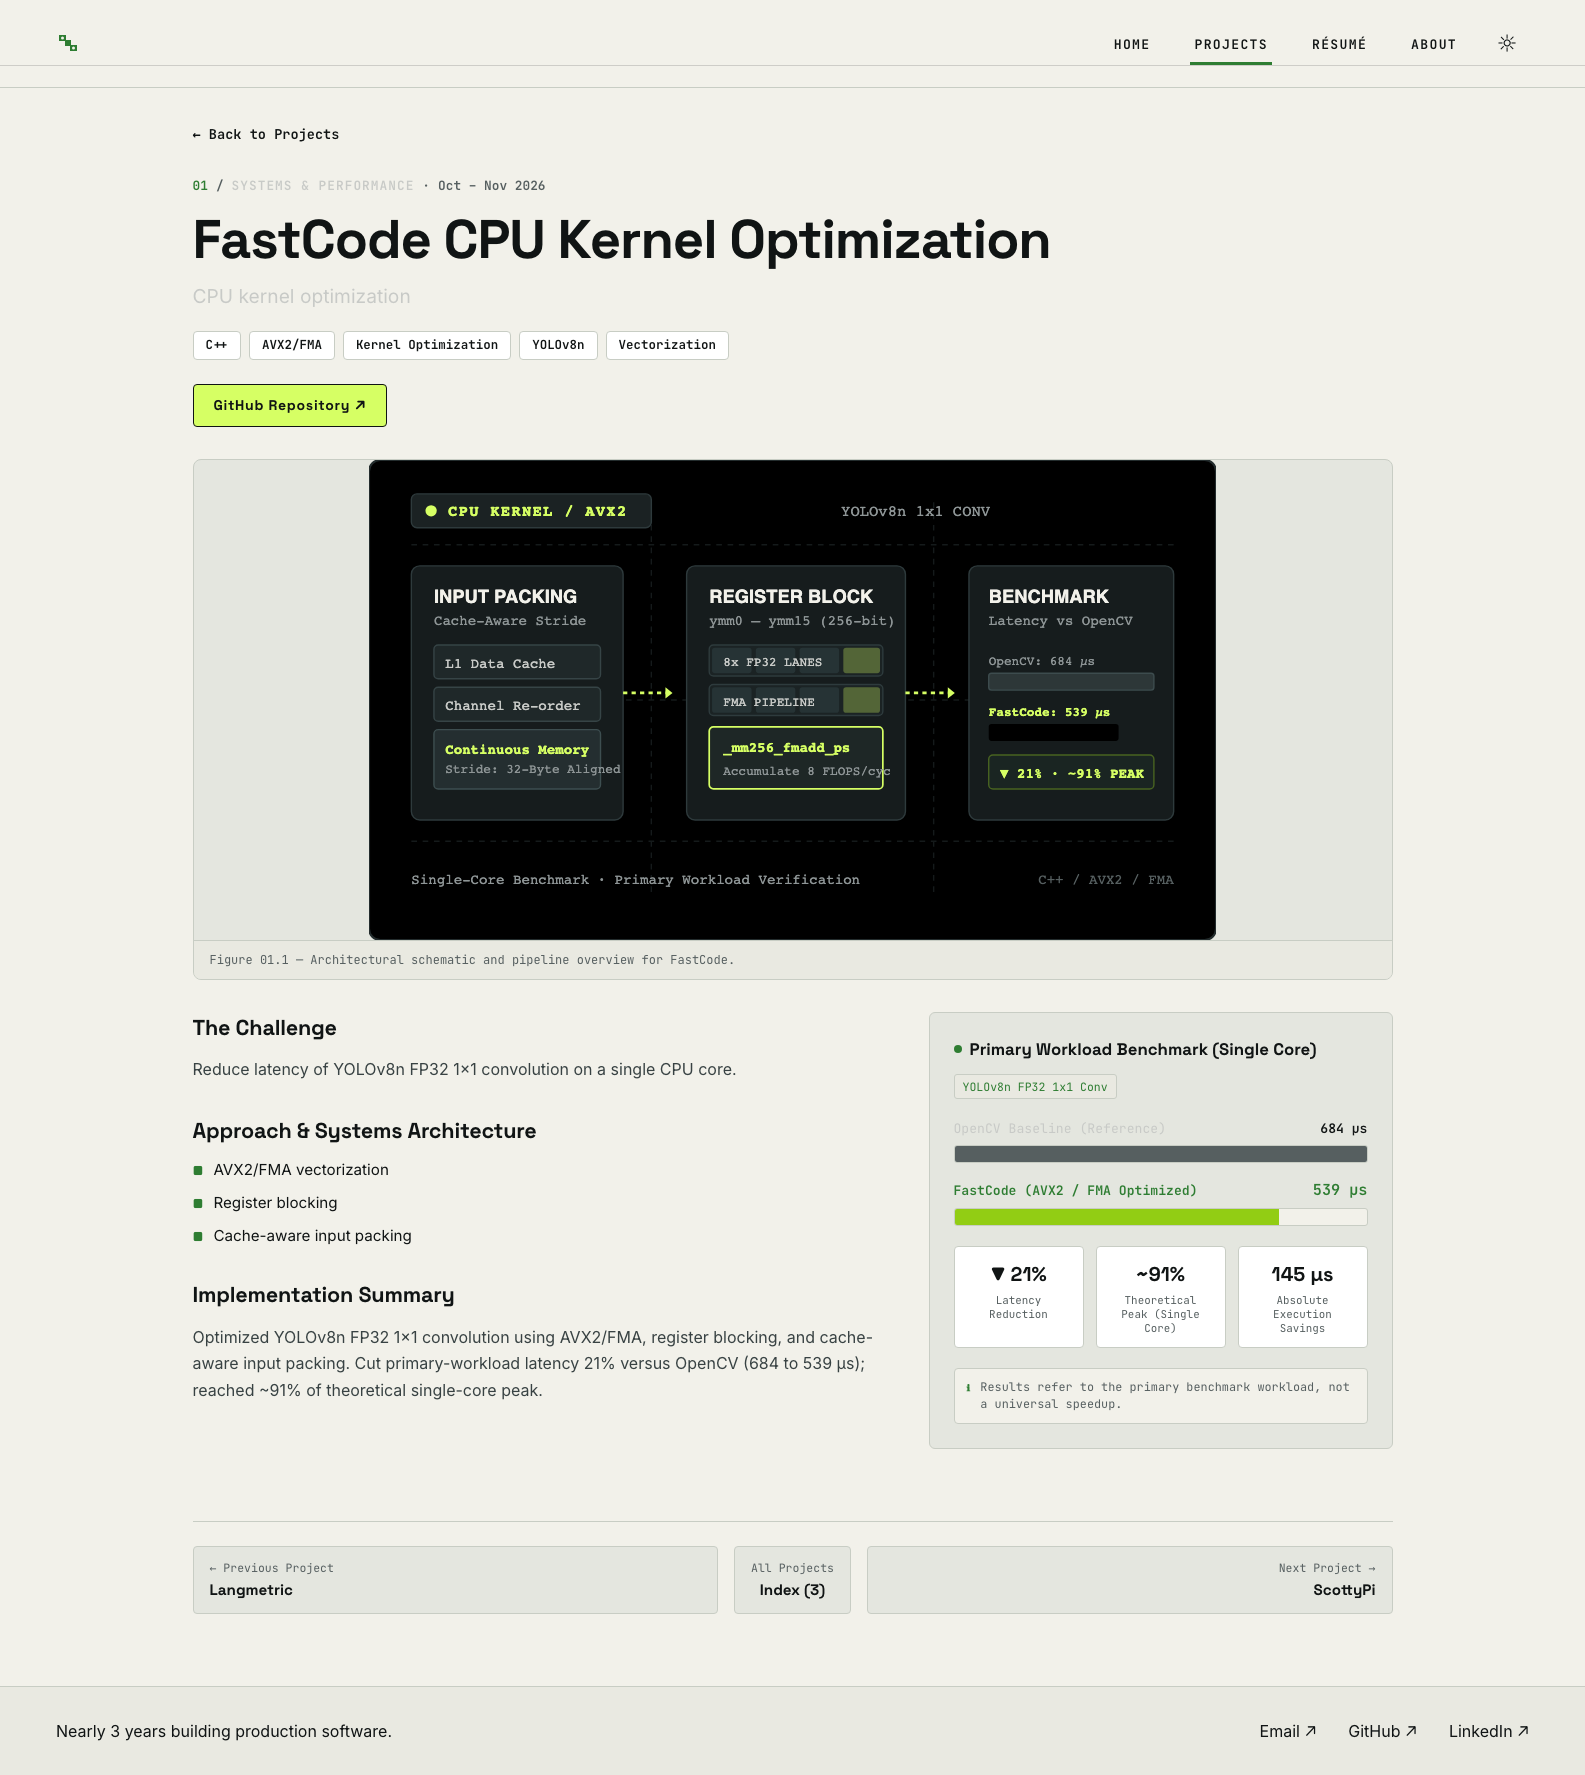 HOME PROJECTS RÉSUMÉ ABOUT
← Back to Projects
01 / SYSTEMS & PERFORMANCE · Oct – Nov 2026
FastCode CPU Kernel Optimization
CPU kernel optimization
C++ AVX2/FMA Kernel Optimization YOLOv8n Vectorization
GitHub Repository ↗
CPU KERNEL / AVX2
YOLOv8n 1x1 CONV
INPUT PACKING
Cache-Aware Stride
L1 Data Cache
Channel Re-order
Continuous Memory
Stride: 32-Byte Aligned
REGISTER BLOCK
ymm0 — ymm15 (256-bit)
8x FP32 LANES
FMA PIPELINE
_mm256_fmadd_ps
Accumulate 8 FLOPS/cyc
BENCHMARK
Latency vs OpenCV
OpenCV: 684 µs
FastCode: 539 µs
▼ 21% · ~91% PEAK
Single-Core Benchmark · Primary Workload Verification
C++ / AVX2 / FMA
Figure 01.1 — Architectural schematic and pipeline overview for FastCode.
The Challenge
Reduce latency of YOLOv8n FP32 1×1 convolution on a single CPU core.
Approach & Systems Architecture
AVX2/FMA vectorization
Register blocking
Cache-aware input packing
Implementation Summary
Optimized YOLOv8n FP32 1×1 convolution using AVX2/FMA, register blocking, and cache-
aware input packing. Cut primary-workload latency 21% versus OpenCV (684 to 539 µs);
reached ~91% of theoretical single-core peak.
Primary Workload Benchmark (Single Core)
YOLOv8n FP32 1x1 Conv
OpenCV Baseline (Reference) 684 µs
FastCode (AVX2 / FMA Optimized) 539 µs
▼ 21%
Latency
Reduction
~91%
Theoretical
Peak (Single
Core)
145 µs
Absolute
Execution
Savings
ℹ Results refer to the primary benchmark workload, not
a universal speedup.
← Previous Project
Langmetric
All Projects
Index (3)
Next Project →
ScottyPi
Nearly 3 years building production software.
Email ↗ GitHub ↗ LinkedIn ↗